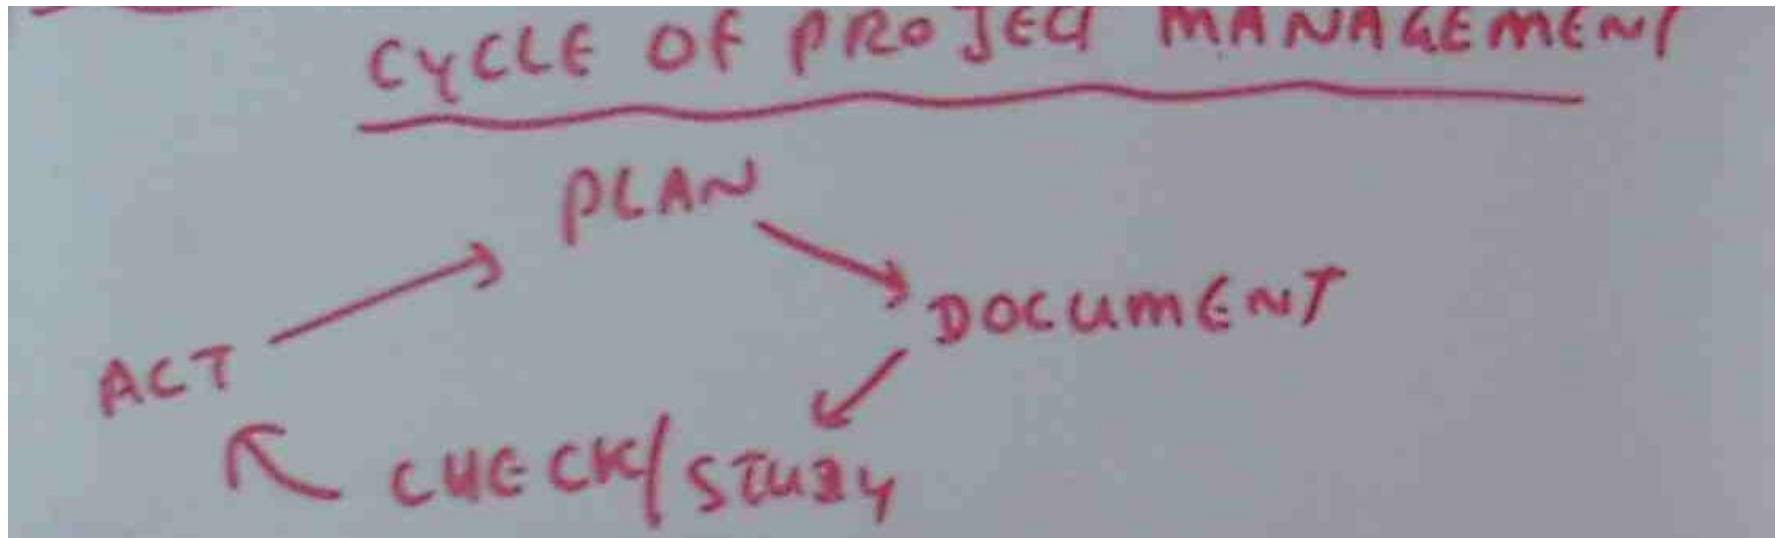 CYCLE OF PROJECT MANAGEMENT
PLAN
DOCUMENT
ACT
CHECK/STUDY